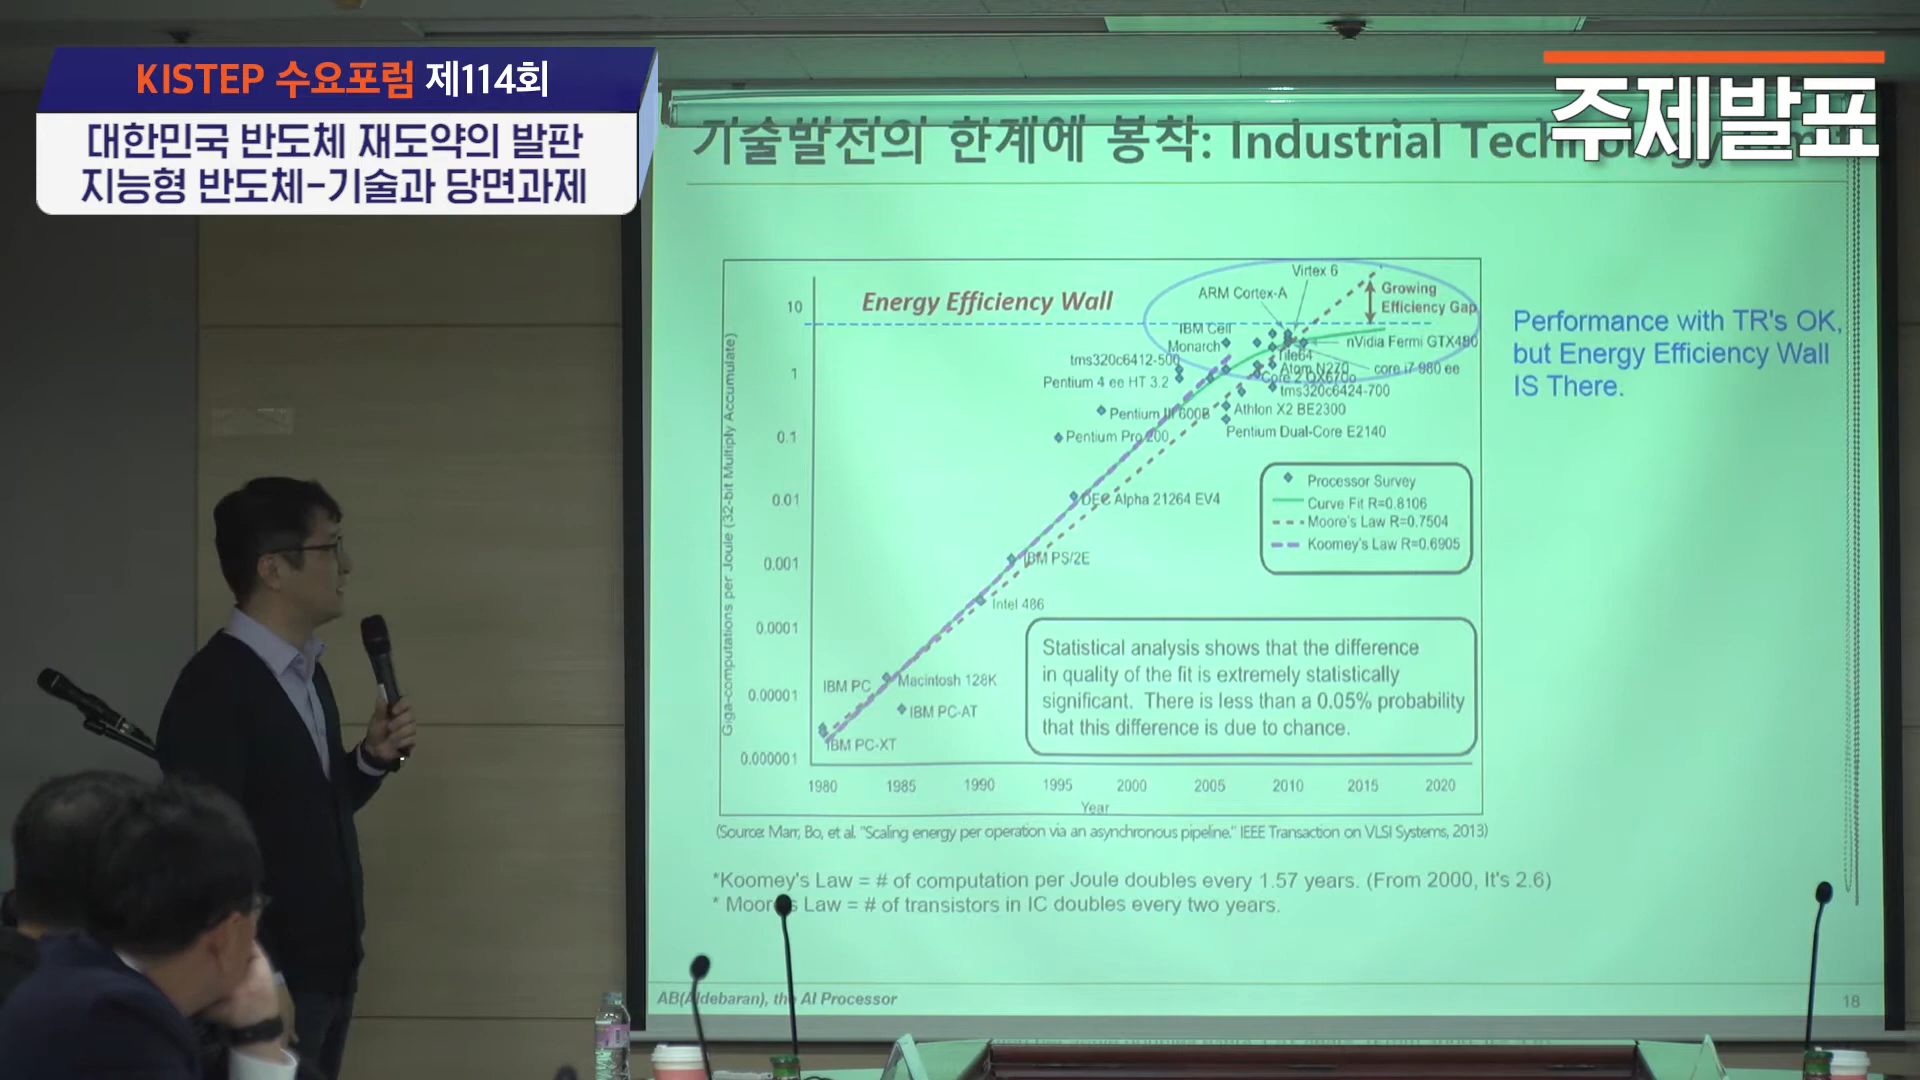 KISTEP 수요포럼 제114회
대한민국 반도체 재도약의 발판
지능형 반도체-기술과 당면과제
주제발표
기술발전의 한계에 봉착: Industrial
Energy Efficiency Wall
Virtex 6
ARM Cortex-A
Growing
Efficiency Gap
IBM Cell
Monarch
nVidia Fermi GTX480
tms320c6412-500
Tile64
Atom N270
core i7 980 ee
Pentium 4 ee HT 3.2
Core 2 QX6700
tms320c6424-700
Pentium III 600B
Athlon X2 BE2300
Pentium Pro 200
Pentium Dual-Core E2140
DEC Alpha 21264 EV4
IBM PS/2E
Intel 486
IBM PC
Macintosh 128K
IBM PC-AT
IBM PC-XT
Giga-computations per Joule (32-bit Multiply Accumulate)
10
1
0.1
0.01
0.001
0.0001
0.00001
0.000001
1980 1985 1990 1995 2000 2005 2010 2015 2020
Year
Processor Survey
Curve Fit R=0.8106
Moore's Law R=0.7504
Koomey's Law R=0.6905
Statistical analysis shows that the difference
in quality of the fit is extremely statistically
significant. There is less than a 0.05% probability
that this difference is due to chance.
Performance with TR's OK,
but Energy Efficiency Wall
IS There.
(Source: Marr, Bo, et al. "Scaling energy per operation via an asynchronous pipeline." IEEE Transaction on VLSI Systems, 2013)
*Koomey's Law = # of computation per Joule doubles every 1.57 years. (From 2000, It's 2.6)
* Moore's Law = # of transistors in IC doubles every two years.
AB(Aldebaran), the AI Processor
18